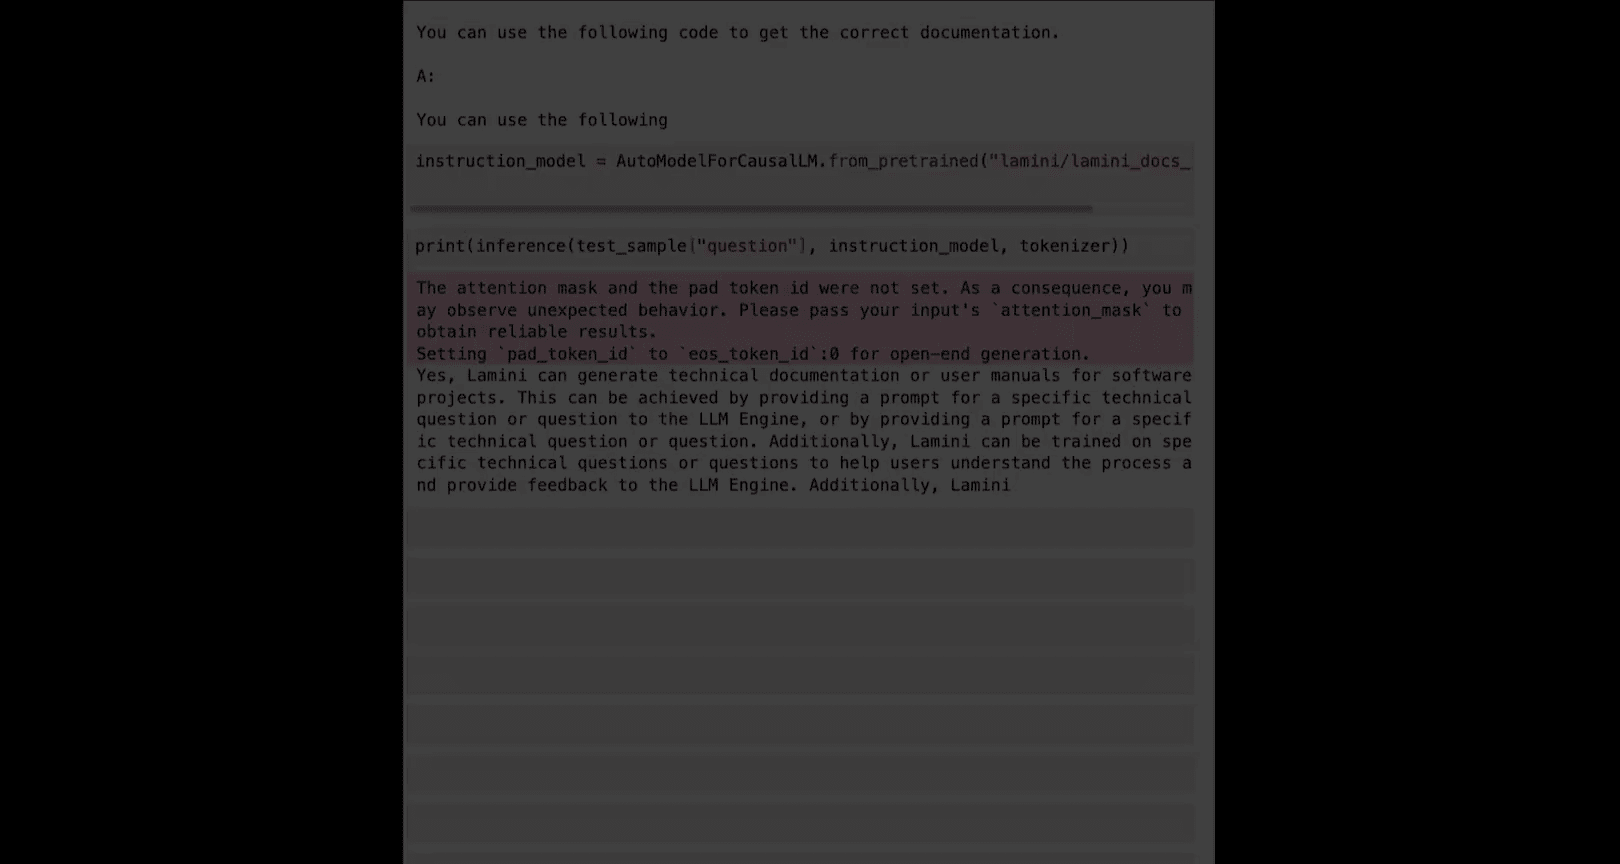 You can use the following code to get the correct documentation.
A:
You can use the following
instruction_model = AutoModelForCausalLM.from_pretrained("lamini/lamini_docs_
print(inference(test_sample["question"], instruction_model, tokenizer))
The attention mask and the pad token id were not set. As a consequence, you m
ay observe unexpected behavior. Please pass your input's `attention_mask` to
obtain reliable results.
Setting `pad_token_id` to `eos_token_id`:0 for open-end generation.
Yes, Lamini can generate technical documentation or user manuals for software
projects. This can be achieved by providing a prompt for a specific technical
question or question to the LLM Engine, or by providing a prompt for a specif
ic technical question or question. Additionally, Lamini can be trained on spe
cific technical questions or questions to help users understand the process a
nd provide feedback to the LLM Engine. Additionally, Lamini